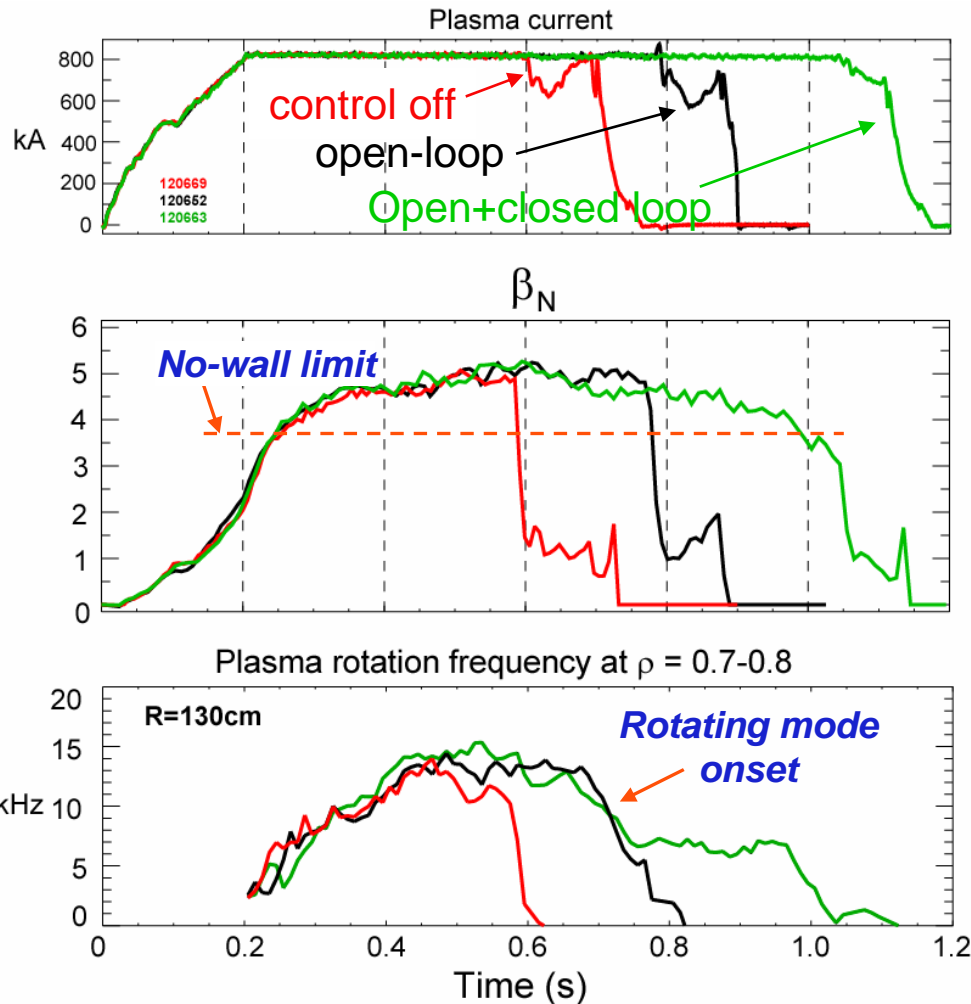 Plasma current
800
600
kA
400
200
0
control off
open-loop
Open+closed loop
120669
120652
120663
β_N
6
5
4
3
2
1
0
No-wall limit
Plasma rotation frequency at ρ = 0.7-0.8
20
15
kHz
10
5
0
R=130cm
Rotating mode
onset
0 0.2 0.4 0.6 0.8 1.0 1.2
Time (s)